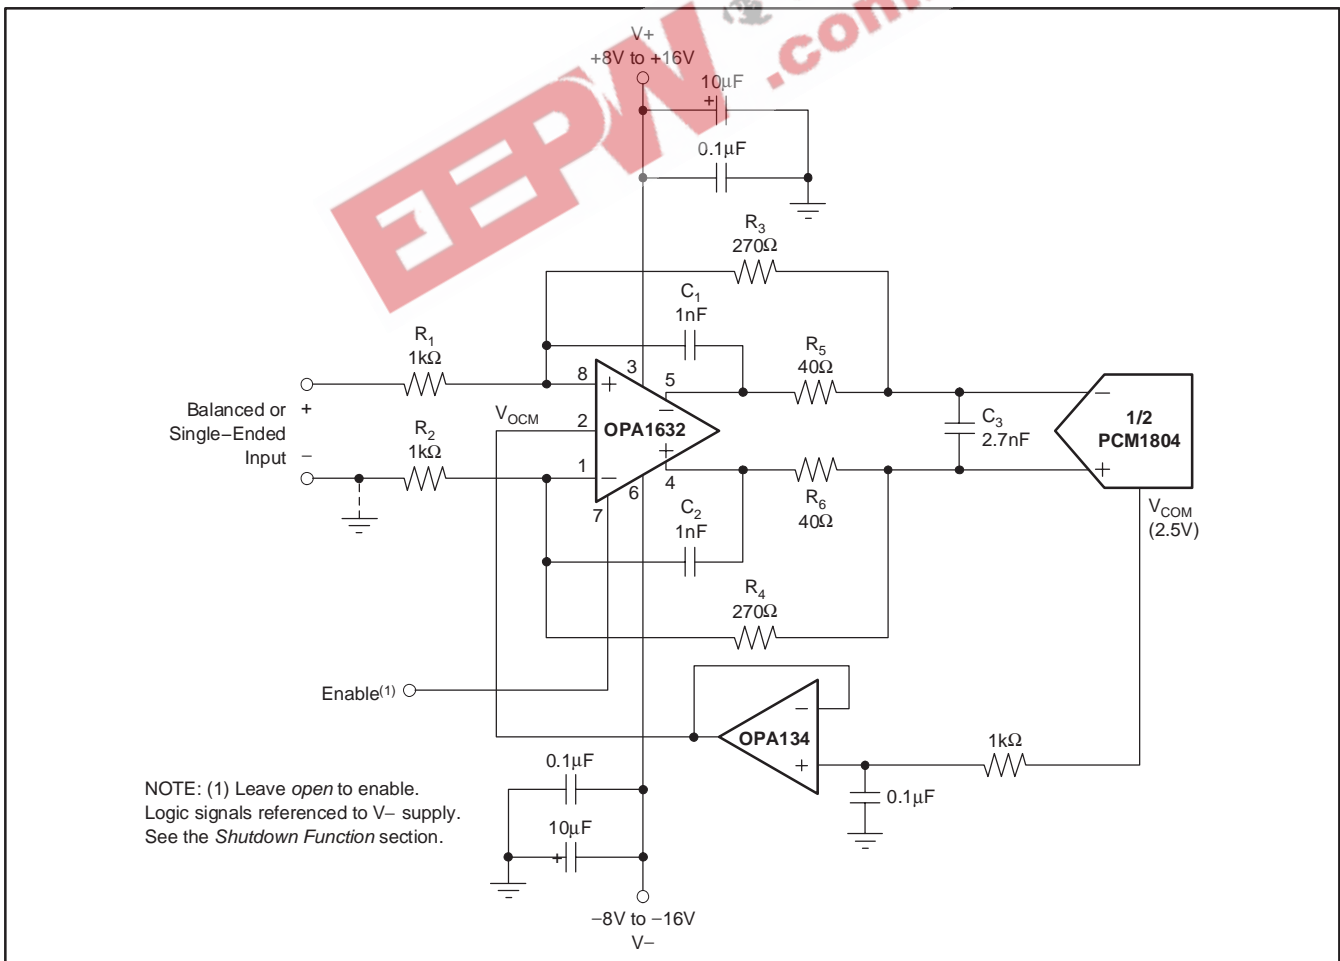 EEPW.com.
V+
+8V to +16V
10μF
+
0.1μF
R3
270Ω
C1
1nF
R1
1kΩ
R5
40Ω
8
+
3
5
−
Balanced or
Single−Ended
Input
+
−
VOCM
2
OPA1632
C3
2.7nF
−
1/2
PCM1804
+
R2
1kΩ
1
−
+
4
6
7
R6
40Ω
C2
1nF
VCOM
(2.5V)
R4
270Ω
Enable(1)
−
OPA134
+
1kΩ
0.1μF
0.1μF
10μF
+
NOTE: (1) Leave open to enable.
Logic signals referenced to V− supply.
See the Shutdown Function section.
−8V to −16V
V−